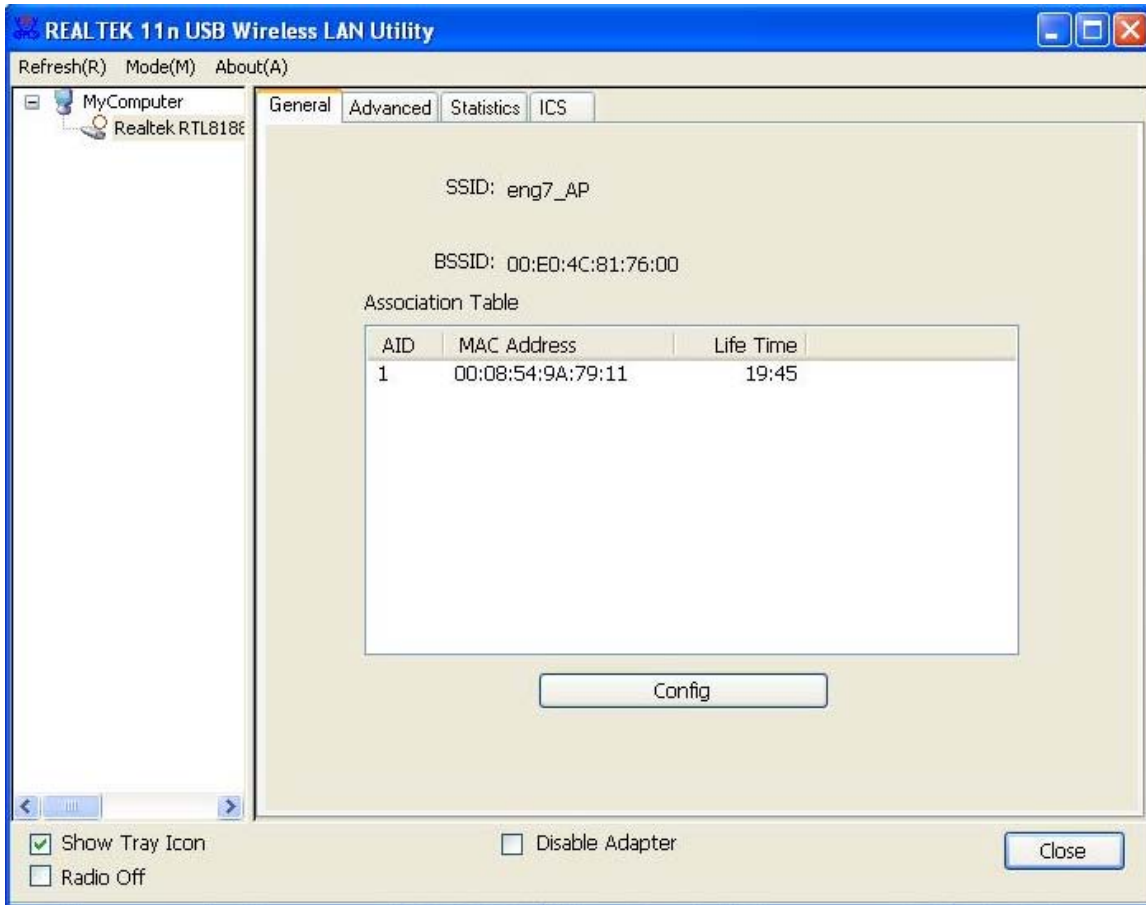 REALTEK 11n USB Wireless LAN Utility
Refresh(R) Mode(M) About(A)
MyComputer
Realtek RTL8188
General Advanced Statistics ICS
SSID: eng7_AP
BSSID: 00:E0:4C:81:76:00
Association Table
AID MAC Address Life Time
1 00:08:54:9A:79:11 19:45
Config
Show Tray Icon
Disable Adapter
Radio Off
Close